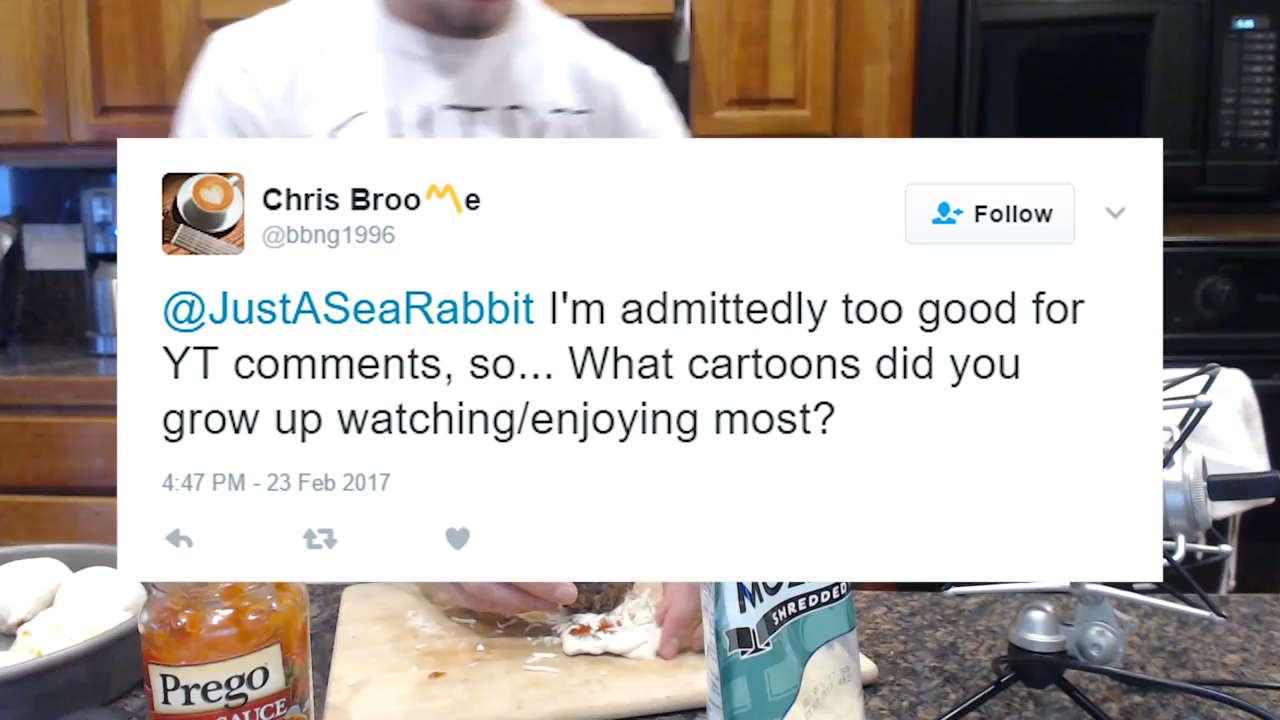 Chris Broo〽️e
@bbng1996
Follow
@JustASeaRabbit I'm admittedly too good for
YT comments, so... What cartoons did you
grow up watching/enjoying most?
4:47 PM - 23 Feb 2017
Prego
SAUCE
SHREDDED